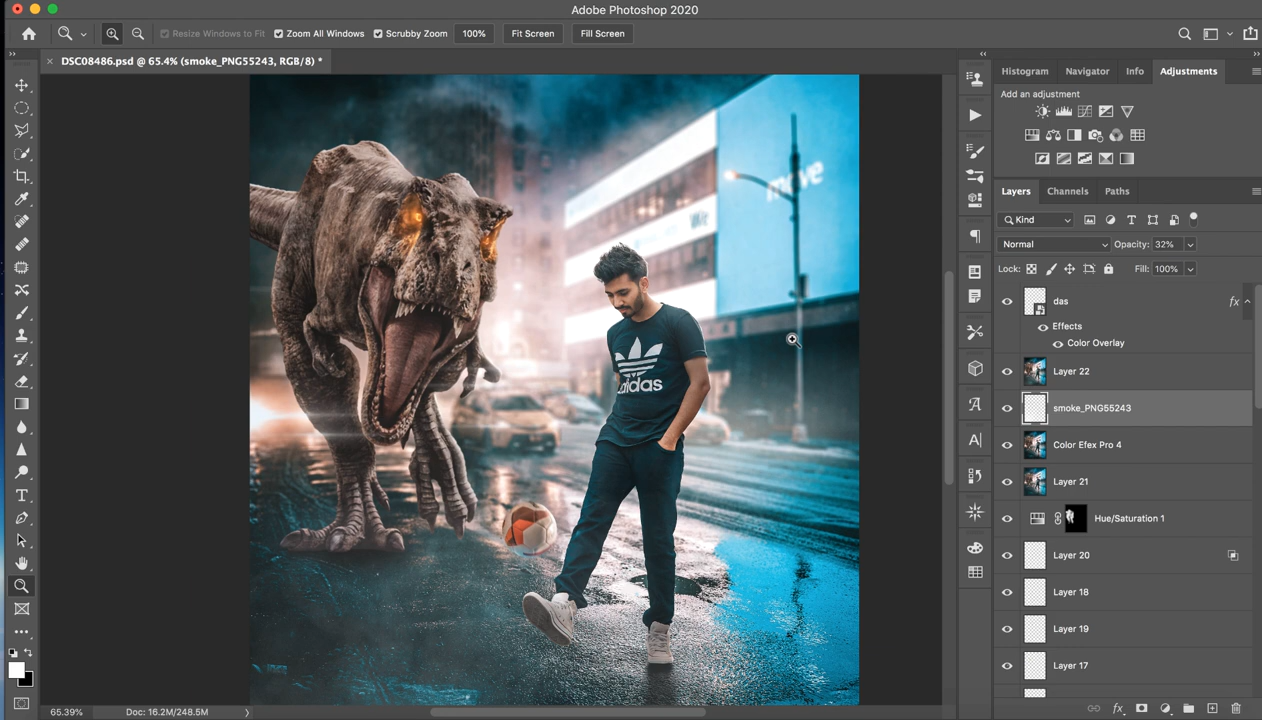 Adobe Photoshop 2020
Resize Windows to Fit
Zoom All Windows
Scrubby Zoom
100%
Fit Screen
Fill Screen
DSC08486.psd @ 65.4% (smoke_PNG55243, RGB/8) *
Histogram
Navigator
Info
Adjustments
Add an adjustment
Layers
Channels
Paths
Kind
Normal
Opacity: 32%
Lock:
Fill: 100%
das
fx
Effects
Color Overlay
Layer 22
smoke_PNG55243
Color Efex Pro 4
Layer 21
Hue/Saturation 1
Layer 20
Layer 18
Layer 19
Layer 17
move
adidas
65.39%
Doc: 16.2M/248.5M
fx